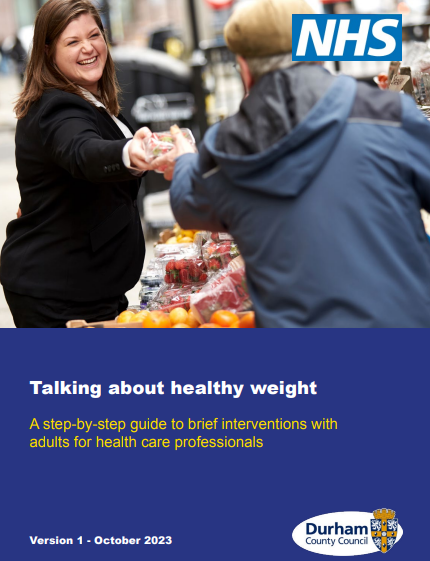 NHS
Talking about healthy weight
A step-by-step guide to brief interventions with
adults for health care professionals
Version 1 - October 2023
Durham
County Council